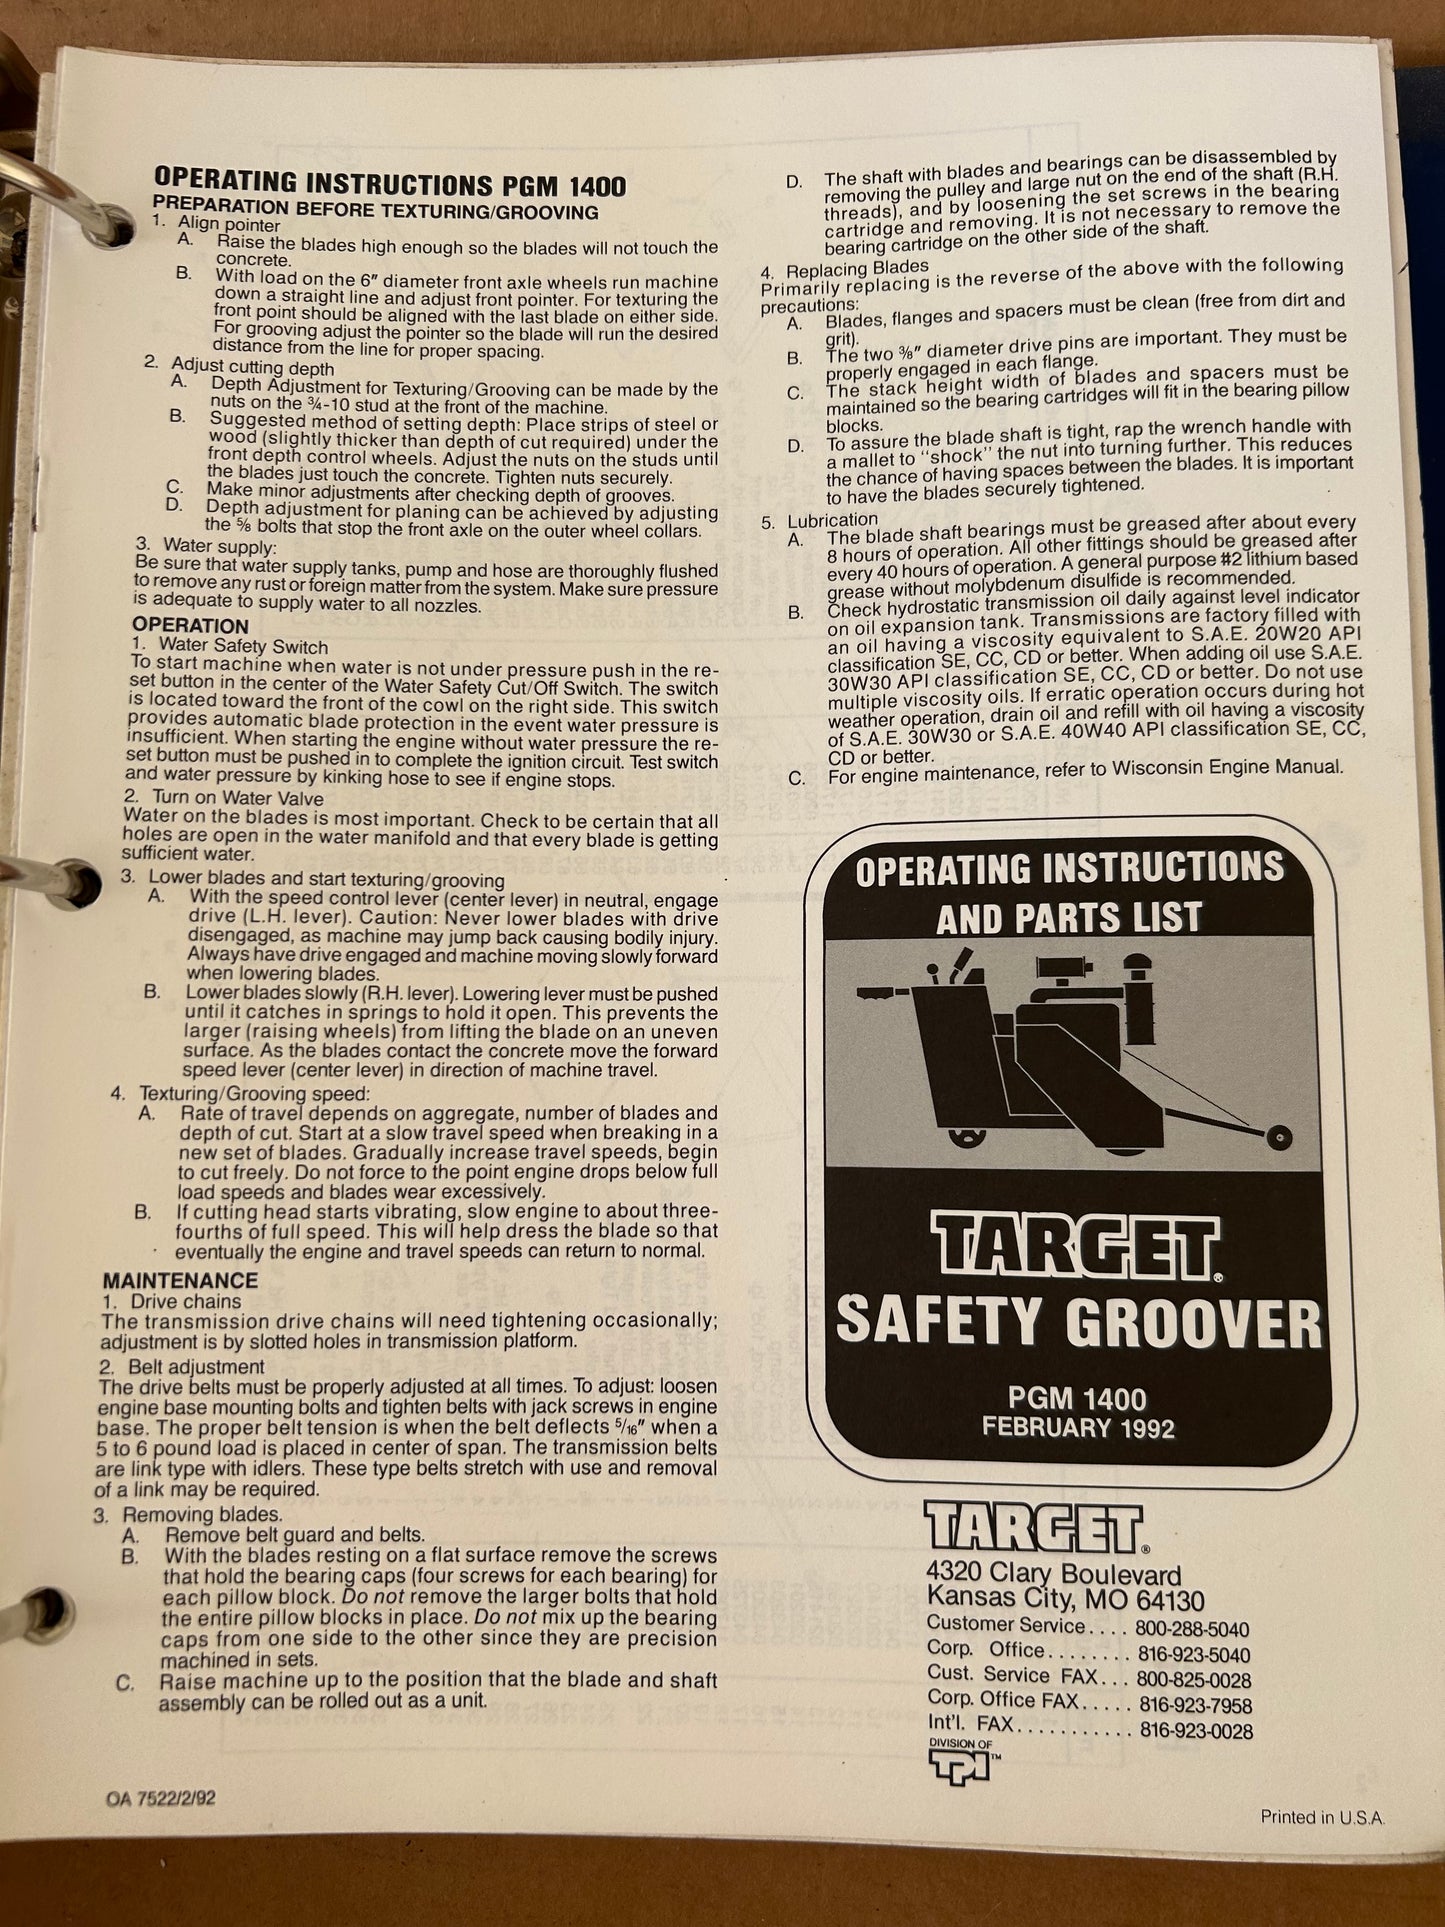 OPERATING INSTRUCTIONS PGM 1400
PREPARATION BEFORE TEXTURING/GROOVING
1. Align pointer
A. Raise the blades high enough so the blades will not touch the
concrete.
B. With load on the 6″ diameter front axle wheels run machine
down a straight line and adjust front pointer. For texturing the
front point should be aligned with the last blade on either side.
For grooving adjust the pointer so the blade will run the desired
distance from the line for proper spacing.
2. Adjust cutting depth
A. Depth Adjustment for Texturing/Grooving can be made by the
nuts on the ¾-10 stud at the front of the machine.
B. Suggested method of setting depth: Place strips of steel or
wood (slightly thicker than depth of cut required) under the
front depth control wheels. Adjust the nuts on the studs until
the blades just touch the concrete. Tighten nuts securely.
C. Make minor adjustments after checking depth of grooves.
D. Depth adjustment for planing can be achieved by adjusting
the ⅝ bolts that stop the front axle on the outer wheel collars.
3. Water supply:
Be sure that water supply tanks, pump and hose are thoroughly flushed
to remove any rust or foreign matter from the system. Make sure pressure
is adequate to supply water to all nozzles.
OPERATION
1. Water Safety Switch
To start machine when water is not under pressure push in the re-
set button in the center of the Water Safety Cut/Off Switch. The switch
is located toward the front of the cowl on the right side. This switch
provides automatic blade protection in the event water pressure is
insufficient. When starting the engine without water pressure the re-
set button must be pushed in to complete the ignition circuit. Test switch
and water pressure by kinking hose to see if engine stops.
2. Turn on Water Valve
Water on the blades is most important. Check to be certain that all
holes are open in the water manifold and that every blade is getting
sufficient water.
3. Lower blades and start texturing/grooving
A. With the speed control lever (center lever) in neutral, engage
drive (L.H. lever). Caution: Never lower blades with drive
disengaged, as machine may jump back causing bodily injury.
Always have drive engaged and machine moving slowly forward
when lowering blades.
B. Lower blades slowly (R.H. lever). Lowering lever must be pushed
until it catches in springs to hold it open. This prevents the
larger (raising wheels) from lifting the blade on an uneven
surface. As the blades contact the concrete move the forward
speed lever (center lever) in direction of machine travel.
4. Texturing/Grooving speed:
A. Rate of travel depends on aggregate, number of blades and
depth of cut. Start at a slow travel speed when breaking in a
new set of blades. Gradually increase travel speeds, begin
to cut freely. Do not force to the point engine drops below full
load speeds and blades wear excessively.
B. If cutting head starts vibrating, slow engine to about three-
fourths of full speed. This will help dress the blade so that
eventually the engine and travel speeds can return to normal.
MAINTENANCE
1. Drive chains
The transmission drive chains will need tightening occasionally;
adjustment is by slotted holes in transmission platform.
2. Belt adjustment
The drive belts must be properly adjusted at all times. To adjust: loosen
engine base mounting bolts and tighten belts with jack screws in engine
base. The proper belt tension is when the belt deflects 5/16″ when a
5 to 6 pound load is placed in center of span. The transmission belts
are link type with idlers. These type belts stretch with use and removal
of a link may be required.
3. Removing blades.
A. Remove belt guard and belts.
B. With the blades resting on a flat surface remove the screws
that hold the bearing caps (four screws for each bearing) for
each pillow block. Do not remove the larger bolts that hold
the entire pillow blocks in place. Do not mix up the bearing
caps from one side to the other since they are precision
machined in sets.
C. Raise machine up to the position that the blade and shaft
assembly can be rolled out as a unit.
OA 7522/2/92
D. The shaft with blades and bearings can be disassembled by
removing the pulley and large nut on the end of the shaft (R.H.
threads), and by loosening the set screws in the bearing
cartridge and removing. It is not necessary to remove the
bearing cartridge on the other side of the shaft.
4. Replacing Blades
Primarily replacing is the reverse of the above with the following
precautions:
A. Blades, flanges and spacers must be clean (free from dirt and
grit).
B. The two ⅜″ diameter drive pins are important. They must be
properly engaged in each flange.
C. The stack height width of blades and spacers must be
maintained so the bearing cartridges will fit in the bearing pillow
blocks.
D. To assure the blade shaft is tight, rap the wrench handle with
a mallet to "shock" the nut into turning further. This reduces
the chance of having spaces between the blades. It is important
to have the blades securely tightened.
5. Lubrication
A. The blade shaft bearings must be greased after about every
8 hours of operation. All other fittings should be greased after
every 40 hours of operation. A general purpose #2 lithium based
grease without molybdenum disulfide is recommended.
B. Check hydrostatic transmission oil daily against level indicator
on oil expansion tank. Transmissions are factory filled with
an oil having a viscosity equivalent to S.A.E. 20W20 API
classification SE, CC, CD or better. When adding oil use S.A.E.
30W30 API classification SE, CC, CD or better. Do not use
multiple viscosity oils. If erratic operation occurs during hot
weather operation, drain oil and refill with oil having a viscosity
of S.A.E. 30W30 or S.A.E. 40W40 API classification SE, CC,
CD or better.
C. For engine maintenance, refer to Wisconsin Engine Manual.
OPERATING INSTRUCTIONS
AND PARTS LIST
TARGET®
SAFETY GROOVER
PGM 1400
FEBRUARY 1992
TARGET®
4320 Clary Boulevard
Kansas City, MO 64130
Customer Service.... 800-288-5040
Corp. Office........ 816-923-5040
Cust. Service FAX... 800-825-0028
Corp. Office FAX..... 816-923-7958
Int'l. FAX........... 816-923-0028
DIVISION OF
TPI™
Printed in U.S.A.